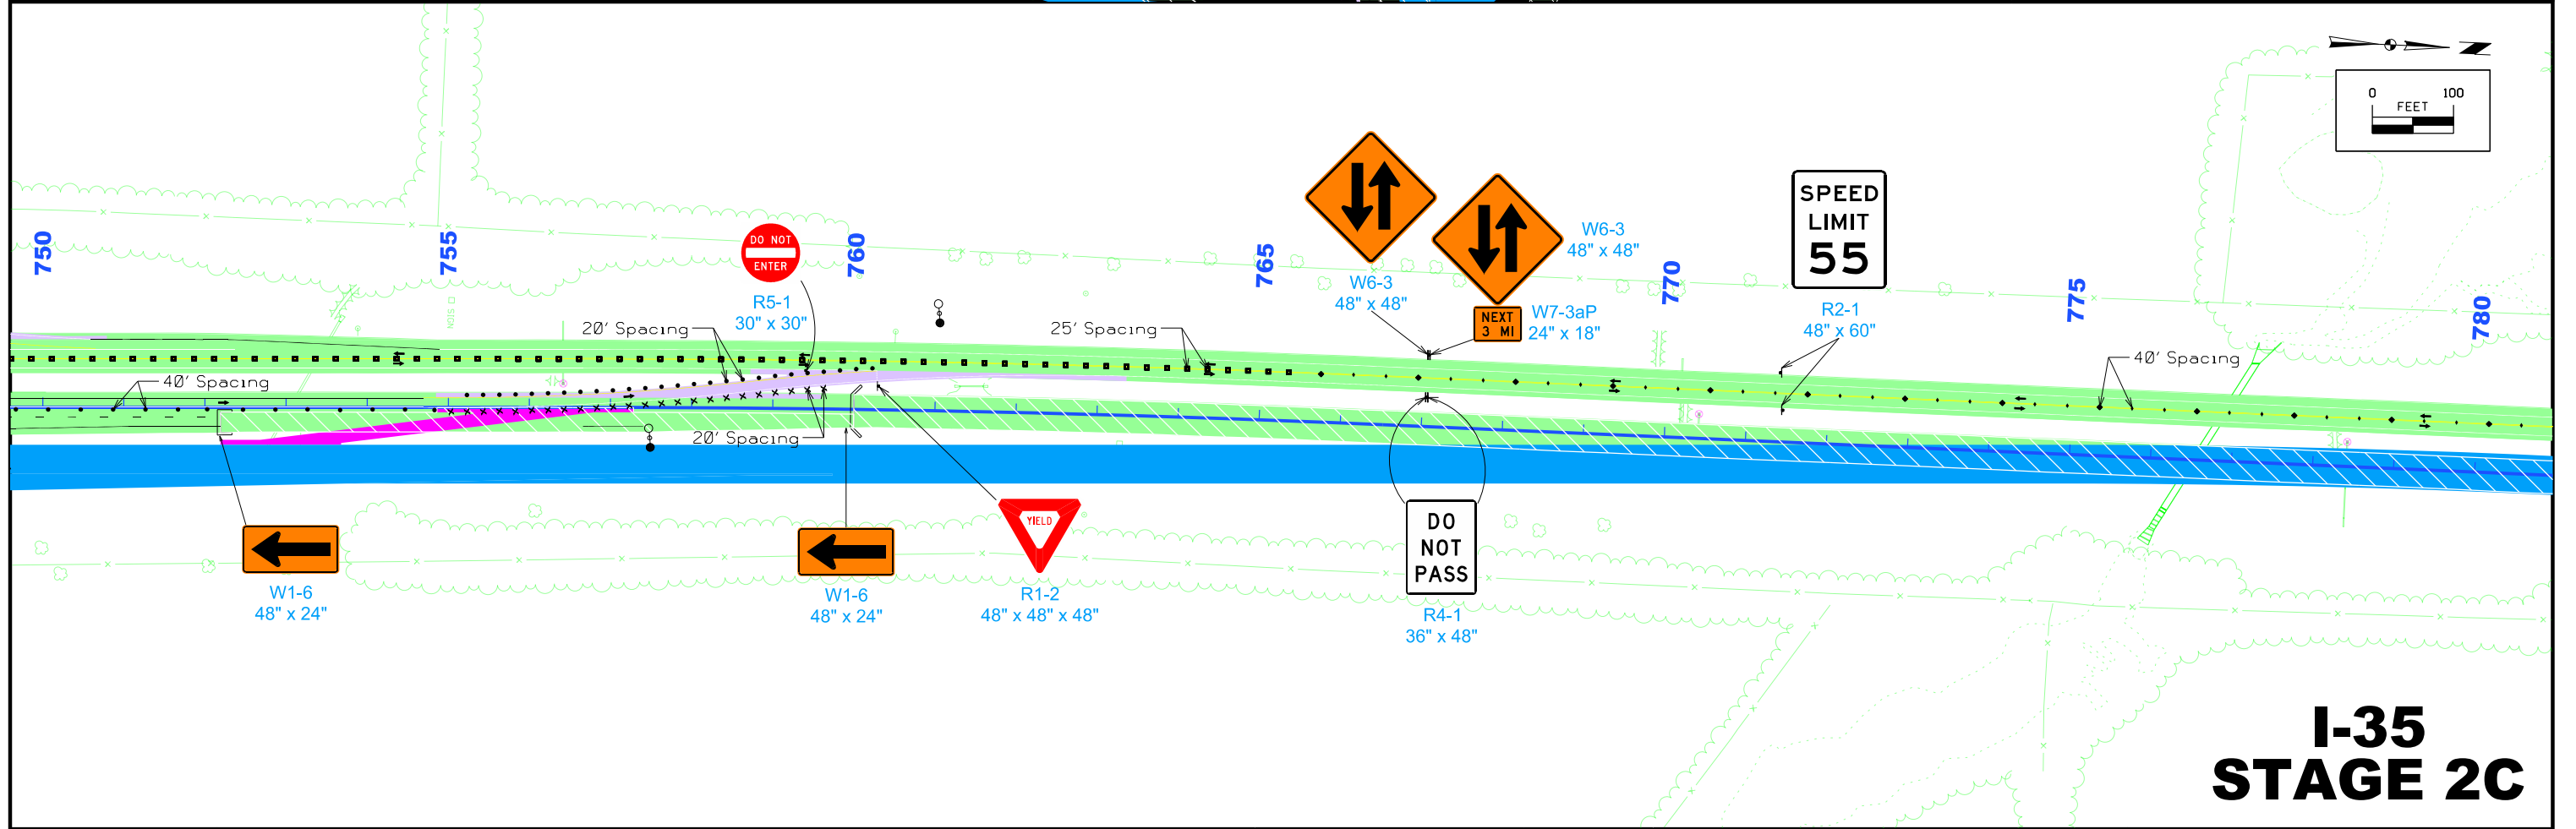 0 100
FEET
750
755
760
765
770
775
780
DO NOT
ENTER
R5-1
30" x 30"
20' Spacing
40' Spacing
SIGN
20' Spacing
25' Spacing
W6-3
48" x 48"
W6-3
48" x 48"
NEXT
3 MI
W7-3aP
24" x 18"
SPEED
LIMIT
55
R2-1
48" x 60"
40' Spacing
W1-6
48" x 24"
W1-6
48" x 24"
YIELD
R1-2
48" x 48" x 48"
DO
NOT
PASS
R4-1
36" x 48"
I-35
STAGE 2C